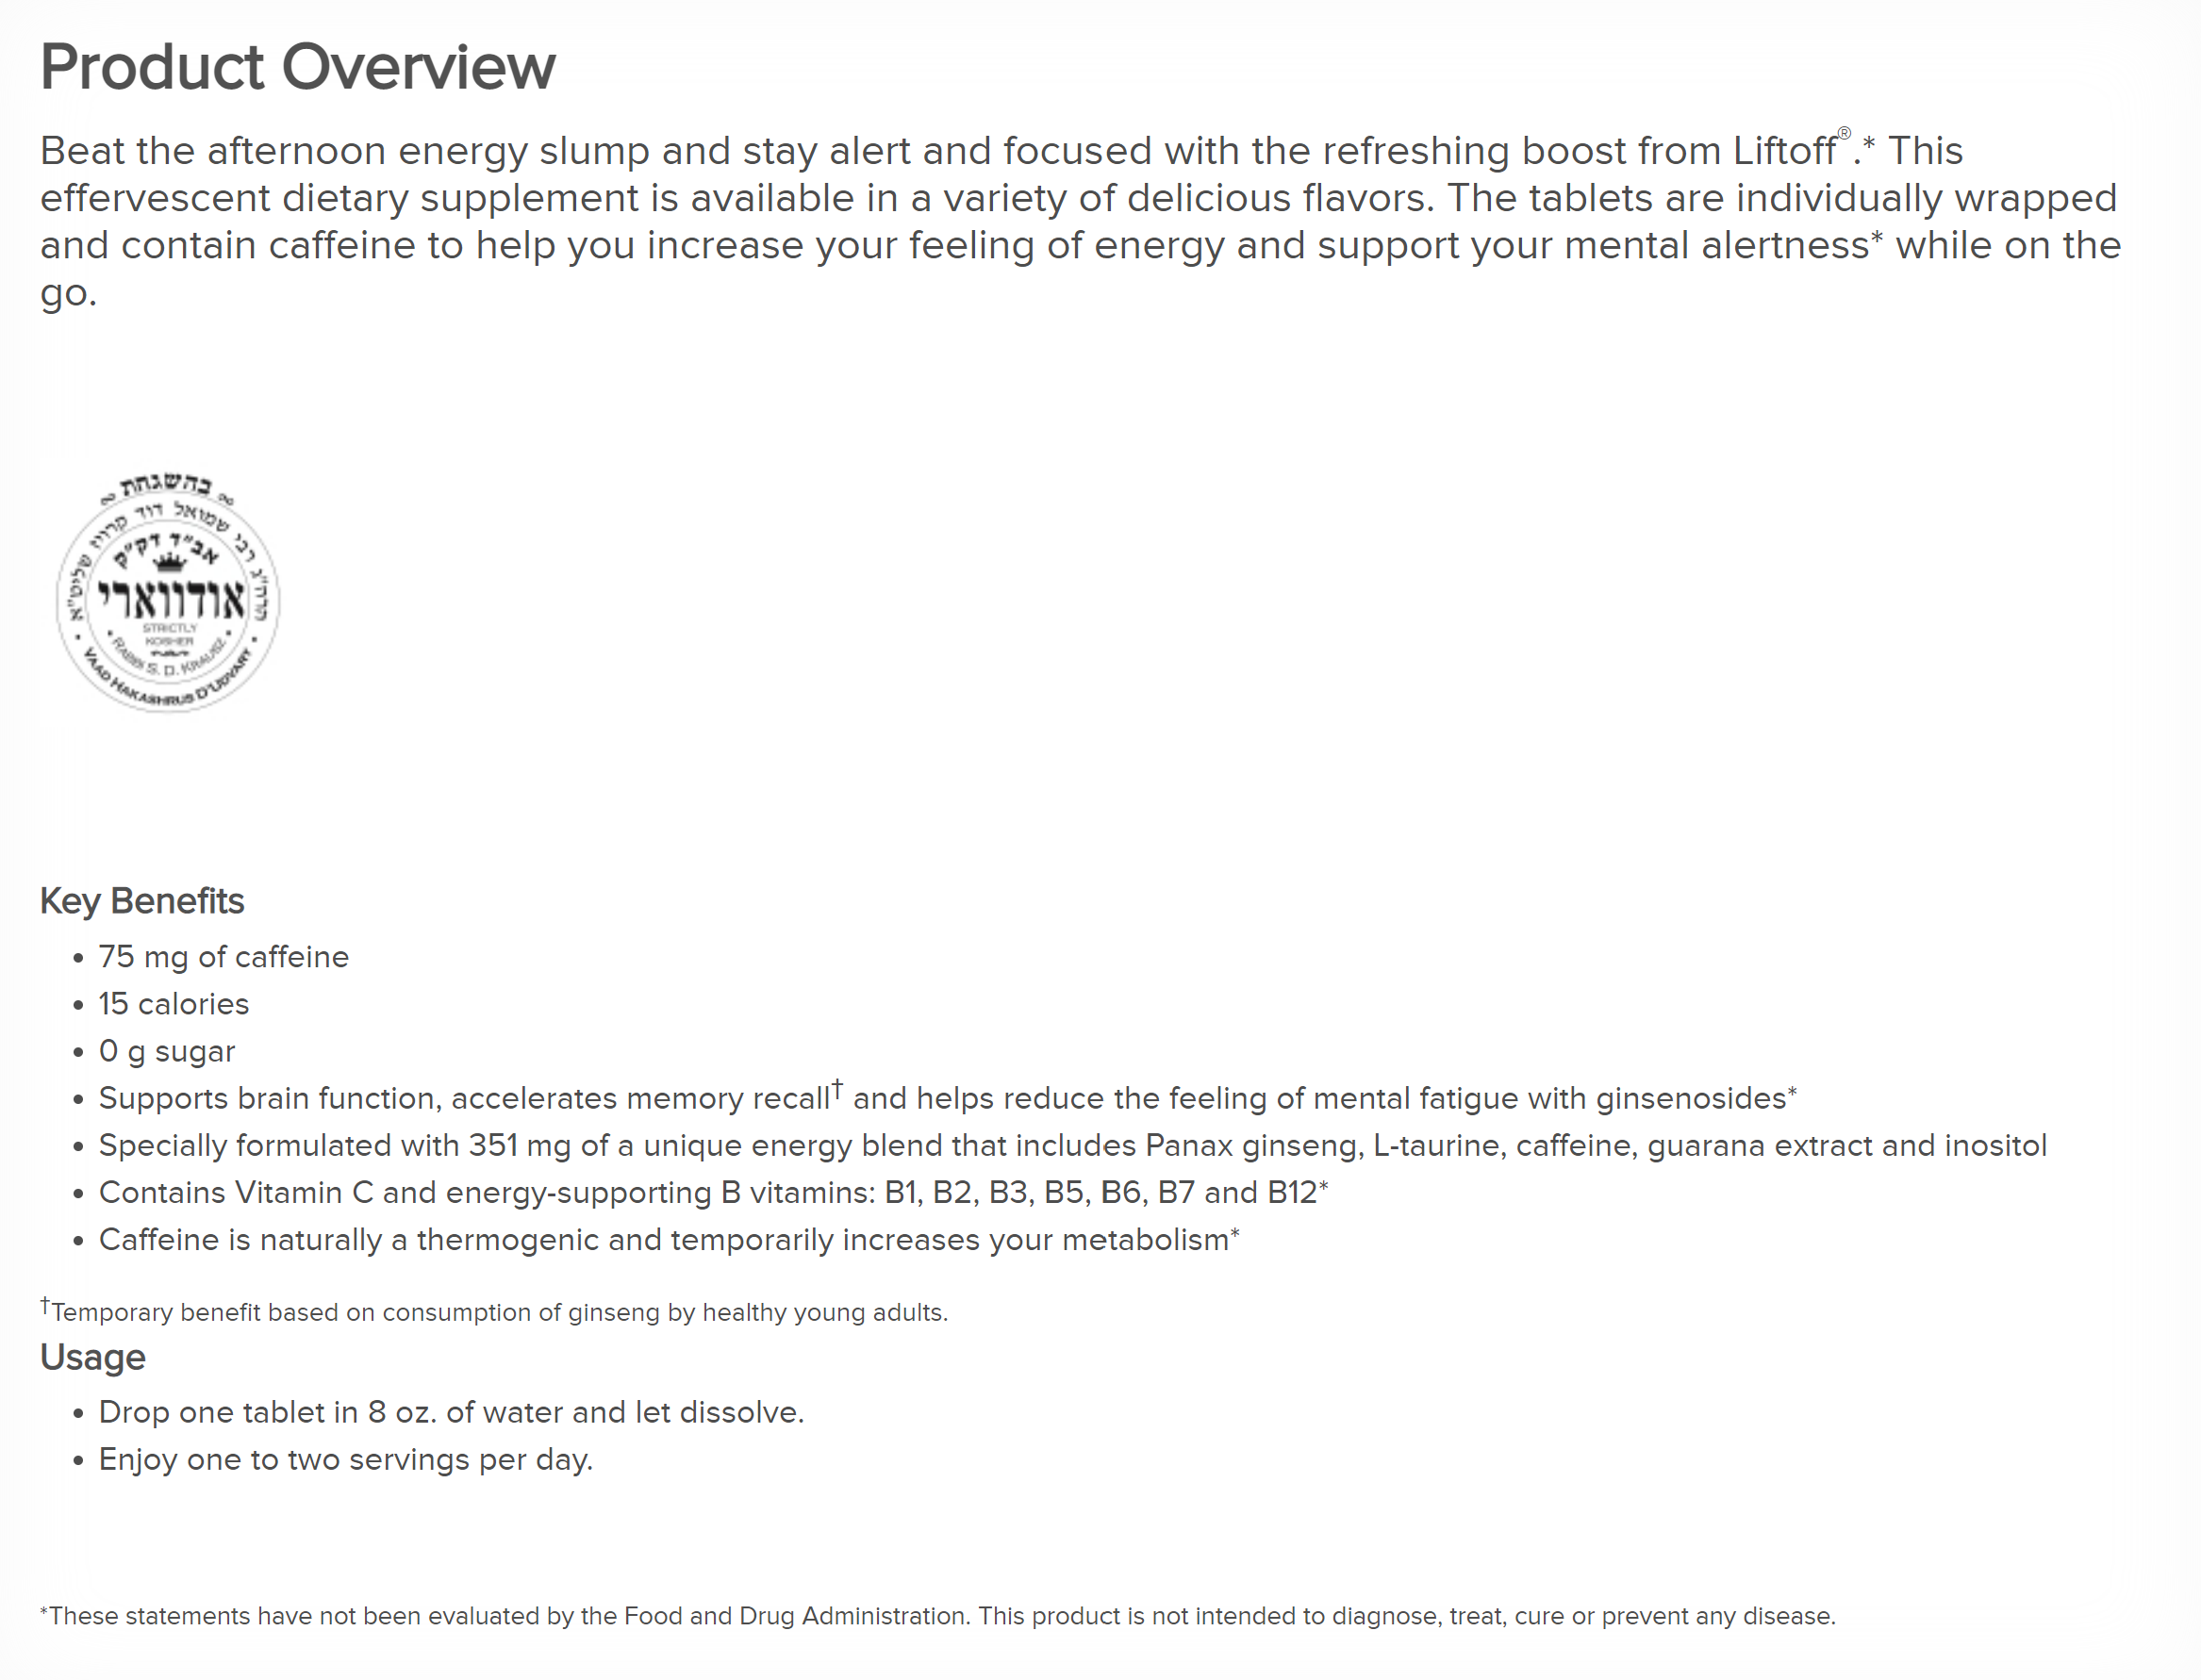 Product Overview
Beat the afternoon energy slump and stay alert and focused with the refreshing boost from Liftoff®.* This
effervescent dietary supplement is available in a variety of delicious flavors. The tablets are individually wrapped
and contain caffeine to help you increase your feeling of energy and support your mental alertness* while on the
go.
בהשגחת
הרה"ג רבי שמואל דוד קרויז שליט"א
אב"ד דק"ק
אודווארי
STRICTLY
KOSHER
RABBI S. D. KRAUSZ
VAAD HAKASHRUS D'UDVARY
Key Benefits
• 75 mg of caffeine
• 15 calories
• 0 g sugar
• Supports brain function, accelerates memory recall† and helps reduce the feeling of mental fatigue with ginsenosides*
• Specially formulated with 351 mg of a unique energy blend that includes Panax ginseng, L-taurine, caffeine, guarana extract and inositol
• Contains Vitamin C and energy-supporting B vitamins: B1, B2, B3, B5, B6, B7 and B12*
• Caffeine is naturally a thermogenic and temporarily increases your metabolism*
†Temporary benefit based on consumption of ginseng by healthy young adults.
Usage
• Drop one tablet in 8 oz. of water and let dissolve.
• Enjoy one to two servings per day.
*These statements have not been evaluated by the Food and Drug Administration. This product is not intended to diagnose, treat, cure or prevent any disease.